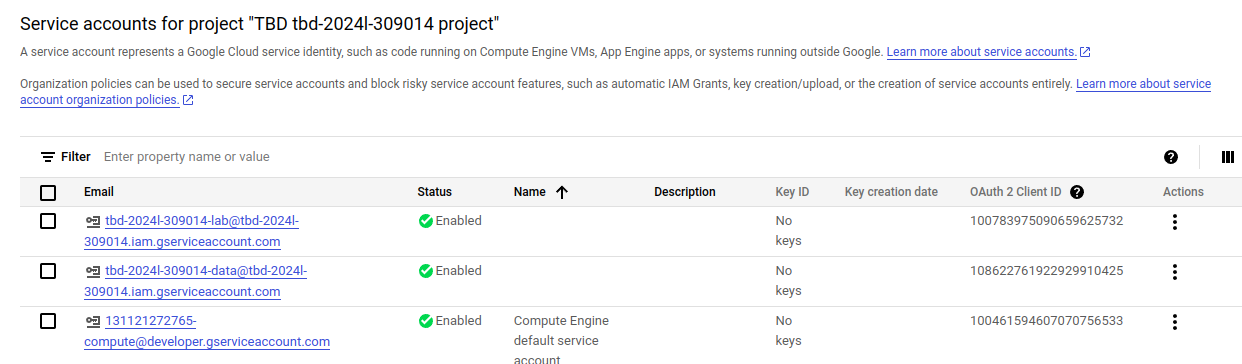 Service accounts for project "TBD tbd-2024l-309014 project"
A service account represents a Google Cloud service identity, such as code running on Compute Engine VMs, App Engine apps, or systems running outside Google. Learn more about service accounts.
Organization policies can be used to secure service accounts and block risky service account features, such as automatic IAM Grants, key creation/upload, or the creation of service accounts entirely. Learn more about service
account organization policies.
Filter Enter property name or value
Email Status Name Description Key ID Key creation date OAuth 2 Client ID Actions
tbd-2024l-309014-lab@tbd-2024l- Enabled No 100783975090659625732
309014.iam.gserviceaccount.com keys
tbd-2024l-309014-data@tbd-2024l- Enabled No 108622761922929910425
309014.iam.gserviceaccount.com keys
131121272765- Enabled Compute Engine No 100461594607070756533
compute@developer.gserviceaccount.com default service keys
account